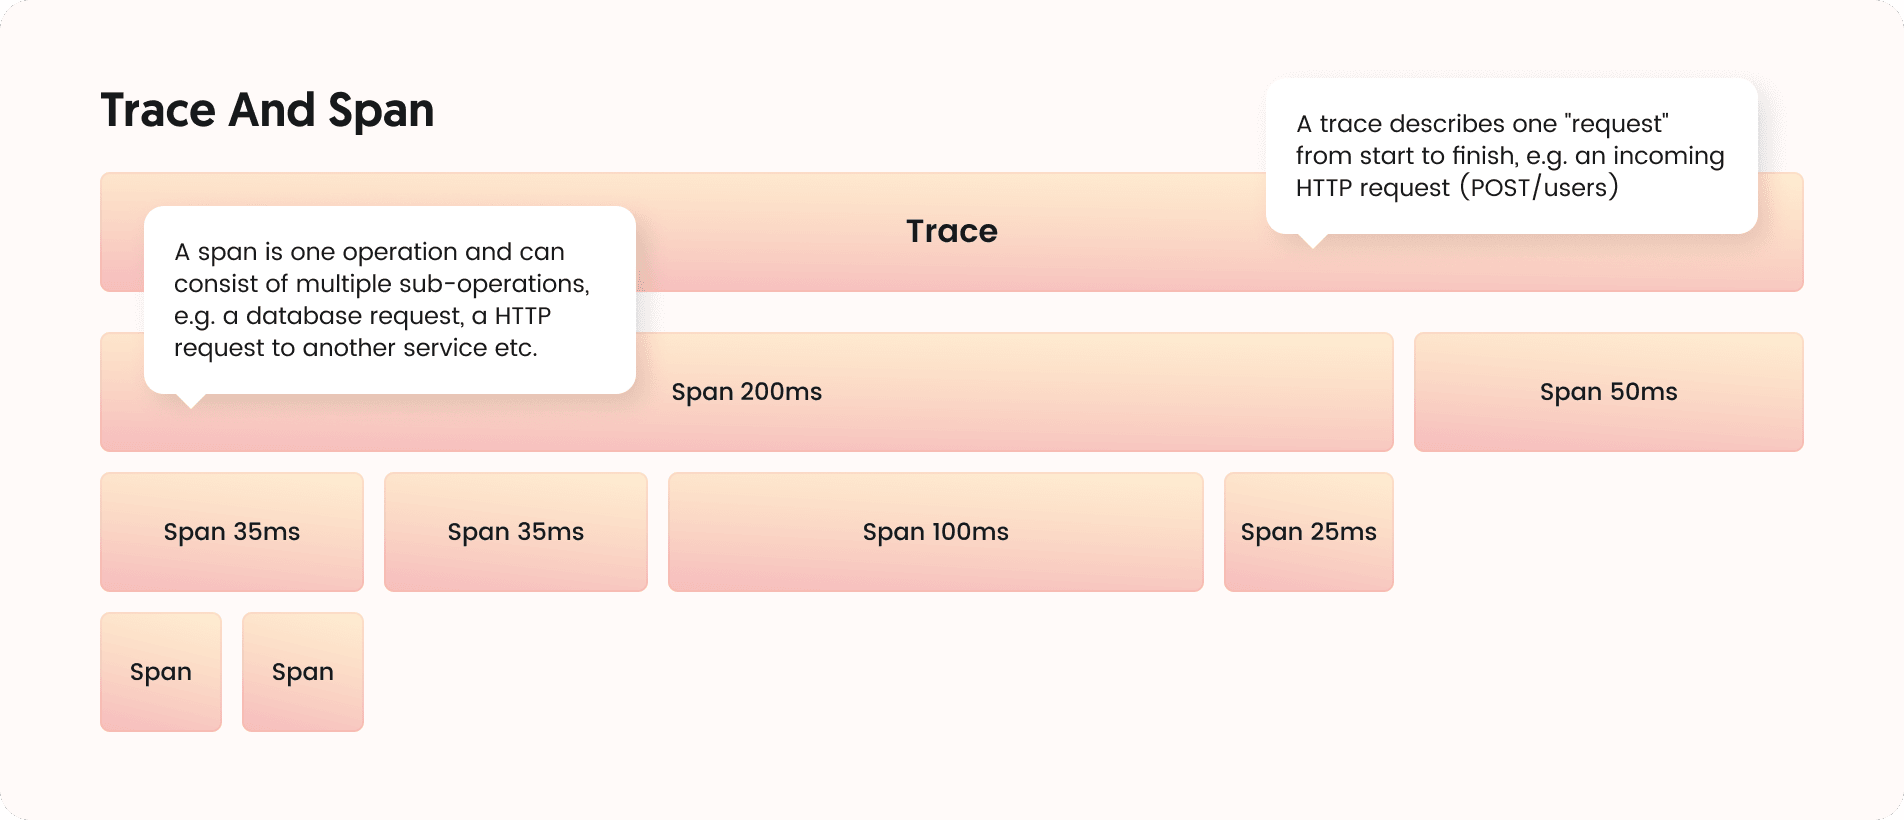 Trace And Span
A trace describes one "request"
from start to finish, e.g. an incoming
HTTP request (POST/users)
Trace
A span is one operation and can
consist of multiple sub-operations,
e.g. a database request, a HTTP
request to another service etc.
Span 200ms
Span 50ms
Span 35ms
Span 35ms
Span 100ms
Span 25ms
Span
Span